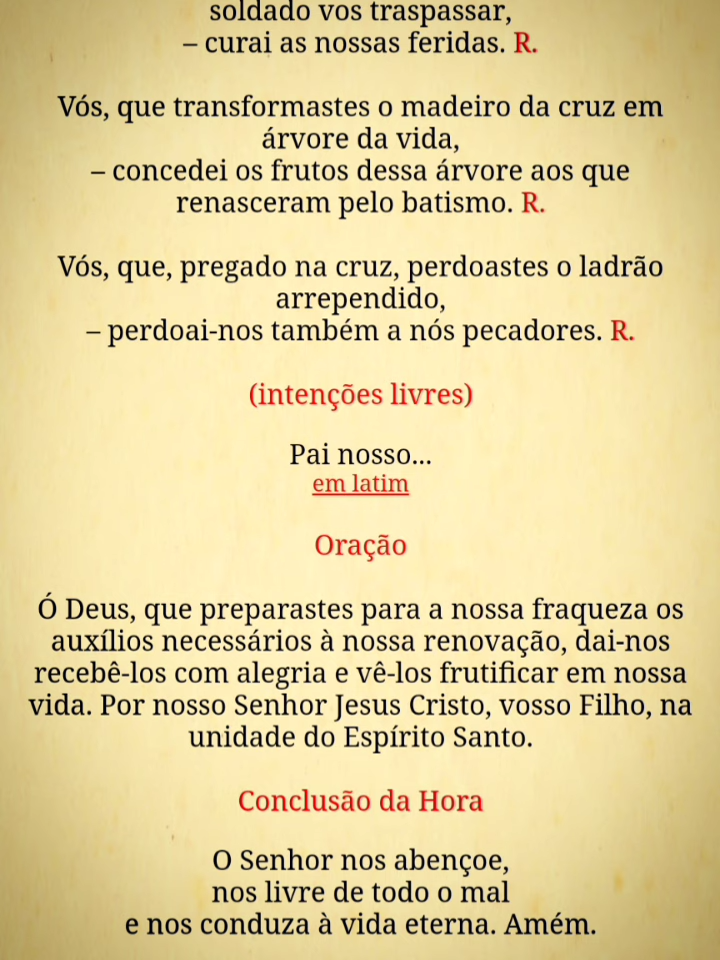 soldado vos traspassar,
– curai as nossas feridas. R.
Vós, que transformastes o madeiro da cruz em
árvore da vida,
– concedei os frutos dessa árvore aos que
renasceram pelo batismo. R.
Vós, que, pregado na cruz, perdoastes o ladrão
arrependido,
– perdoai-nos também a nós pecadores. R.
(intenções livres)
Pai nosso...
em latim
Oração
Ó Deus, que preparastes para a nossa fraqueza os
auxílios necessários à nossa renovação, dai-nos
recebê-los com alegria e vê-los frutificar em nossa
vida. Por nosso Senhor Jesus Cristo, vosso Filho, na
unidade do Espírito Santo.
Conclusão da Hora
O Senhor nos abençoe,
nos livre de todo o mal
e nos conduza à vida eterna. Amém.